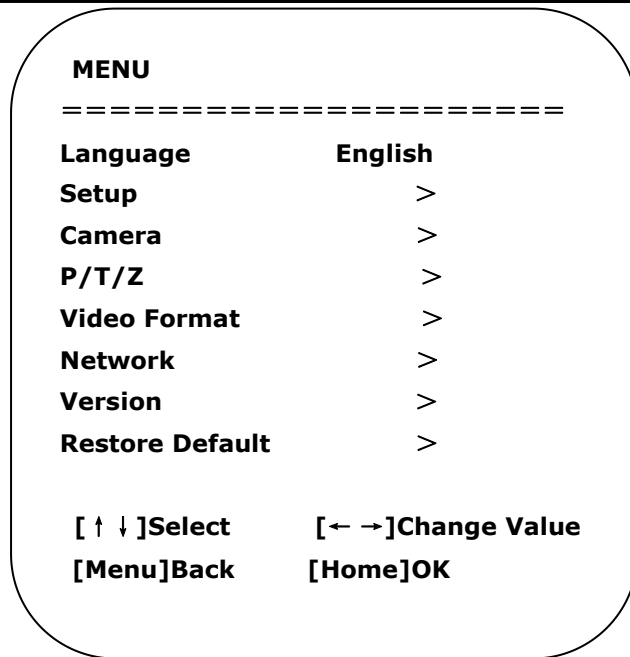 MENU
=====================
Language English
Setup >
Camera >
P/T/Z >
Video Format >
Network >
Version >
Restore Default >
[↑↓]Select [← →]Change Value
[Menu]Back [Home]OK